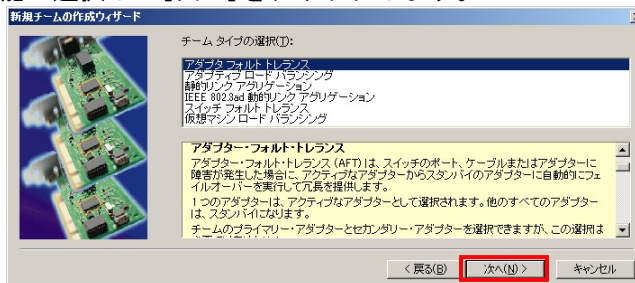 新規チームの作成ウィザード
チーム タイプの選択(T):
アダプタ フォルト トレランス
アダプティブ ロード バランシング
静的リンク アグリゲーション
IEEE 802.3ad 動的リンク アグリゲーション
スイッチ フォルト トレランス
仮想マシン ロード バランシング
アダプター・フォルト・トレランス
アダプター・フォルト・トレランス (AFT) は、スイッチのポート、ケーブルまたはアダプターに
障害が発生した場合に、アクティブなアダプターからスタンバイのアダプターに自動的にフェ
イルオーバーを実行して冗長を提供します。
1 つのアダプターは、アクティブなアダプターとして選択されます。他のすべてのアダプター
は、スタンバイになります。
チームのプライマリー・アダプターとセカンダリー・アダプターを選択できますが、この選択は
< 戻る(B)
次へ(N) >
キャンセル